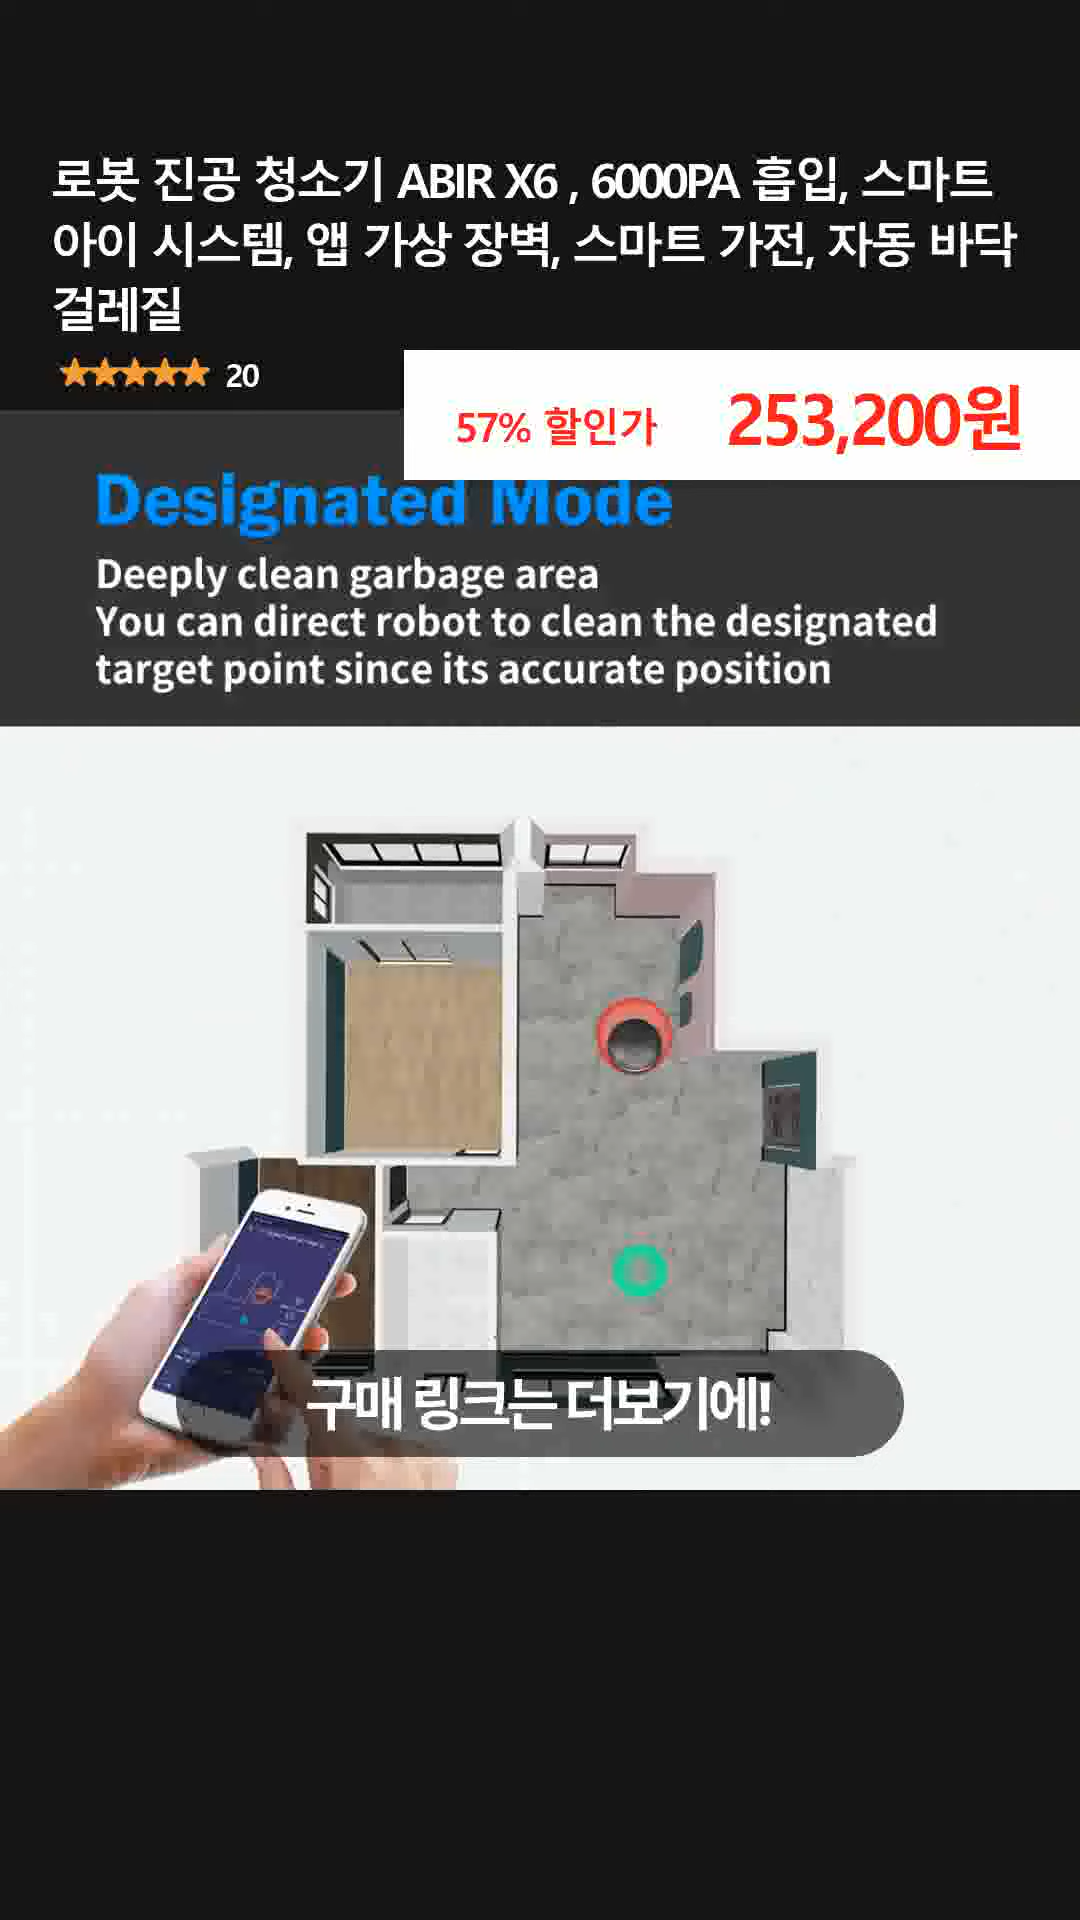 로봇 진공 청소기 ABIR X6 , 6000PA 흡입, 스마트
아이 시스템, 앱 가상 장벽, 스마트 가전, 자동 바닥
걸레질
20
57% 할인가 253,200원
Designated Mode
Deeply clean garbage area
You can direct robot to clean the designated
target point since its accurate position
구매 링크는 더보기에!